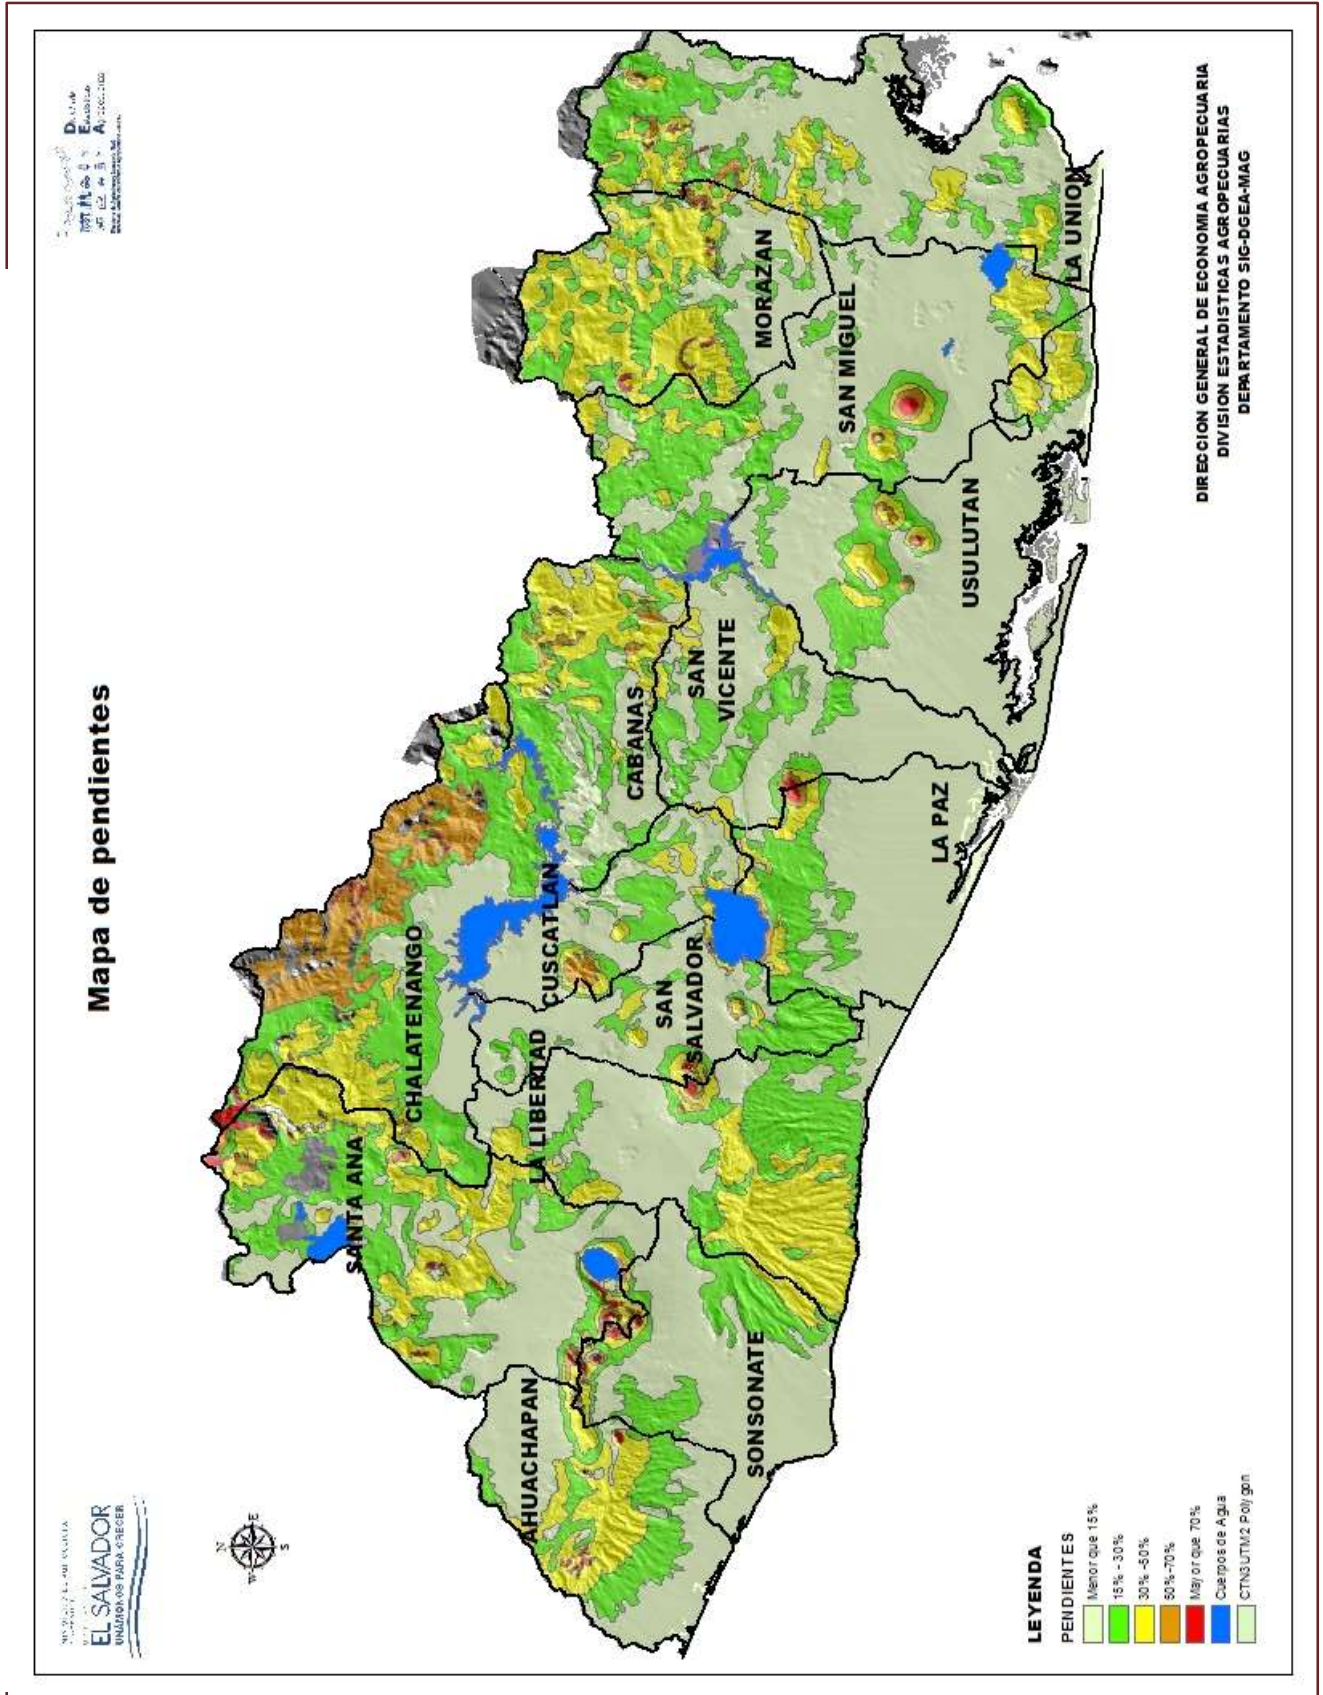 EL SALVADOR
UNÁMONOS PARA CRECER
Mapa de pendientes
N
W
E
S
SANTA ANA
CHALATENANGO
AHUACHAPAN
LA LIBERTAD
CUSCATLAN
CABANAS
SAN
SALVADOR
SAN
VICENTE
MORAZAN
SAN MIGUEL
SONSONATE
LA PAZ
USULUTAN
LA UNION
LEYENDA
PENDIENTES
Menor que 15%
15% - 30%
30% -50%
50%-70%
Mayor que 70%
Cuerpos de Agua
CTN3UTM2 Polygon
DIRECCION GENERAL DE ECONOMIA AGROPECUARIA
DIVISION ESTADISTICAS AGROPECUARIAS
DEPARTAMENTO SIG-DGEA-MAG